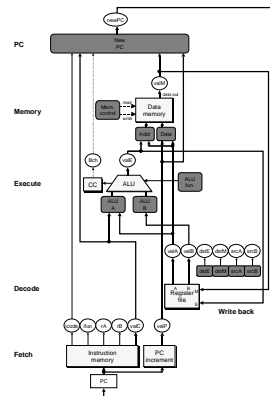 newPC
PC
New
PC
valM
data out
Memory
Mem.
control
read
write
Data
memory
Addr
Data
Bch
valE
Execute
CC
ALU
ALU
fun.
ALU
A
ALU
B
valA
valB
dstE
dstM
srcA
srcB
dstE
dstM
srcA
srcB
Decode
A
B
M
Register
file
E
Write back
icode
ifun
rA
rB
valC
valP
Fetch
Instruction
memory
PC
increment
PC